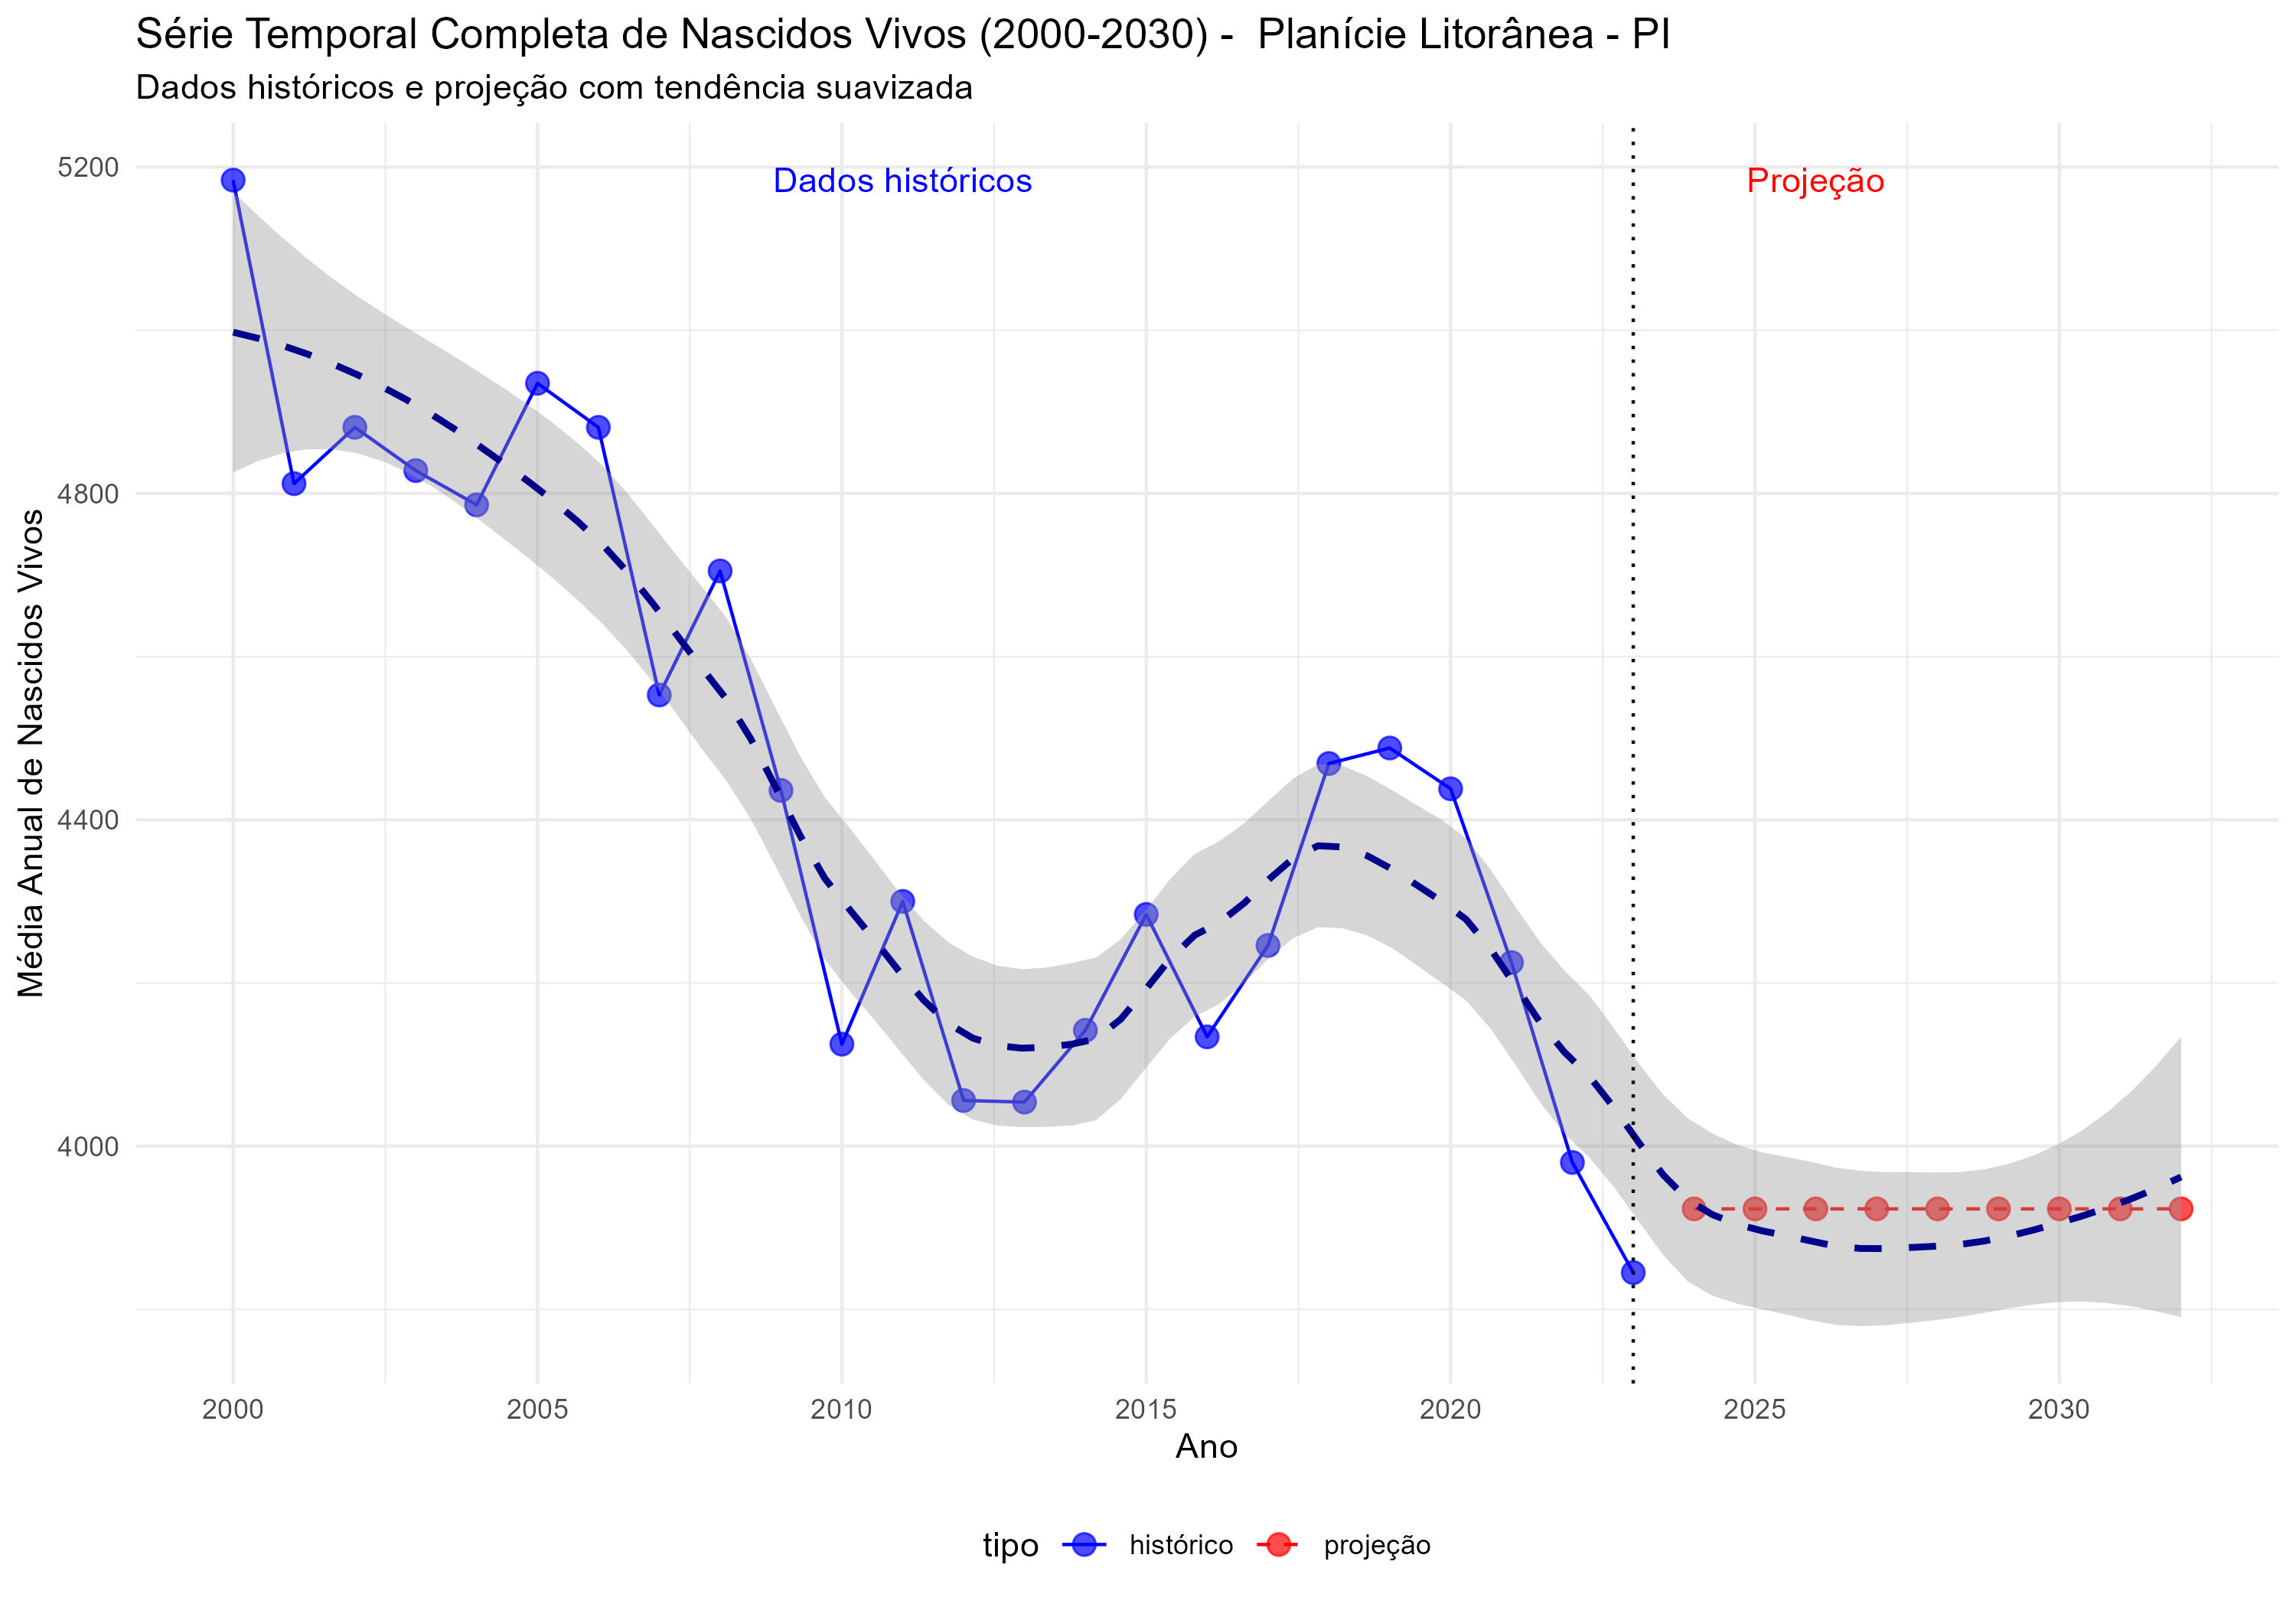 Série Temporal Completa de Nascidos Vivos (2000-2030) -  Planície Litorânea - PI
Dados históricos e projeção com tendência suavizada
Média Anual de Nascidos Vivos
5200
4800
4400
4000
Dados históricos
Projeção
2000
2005
2010
2015
2020
2025
2030
Ano
tipo
histórico
projeção